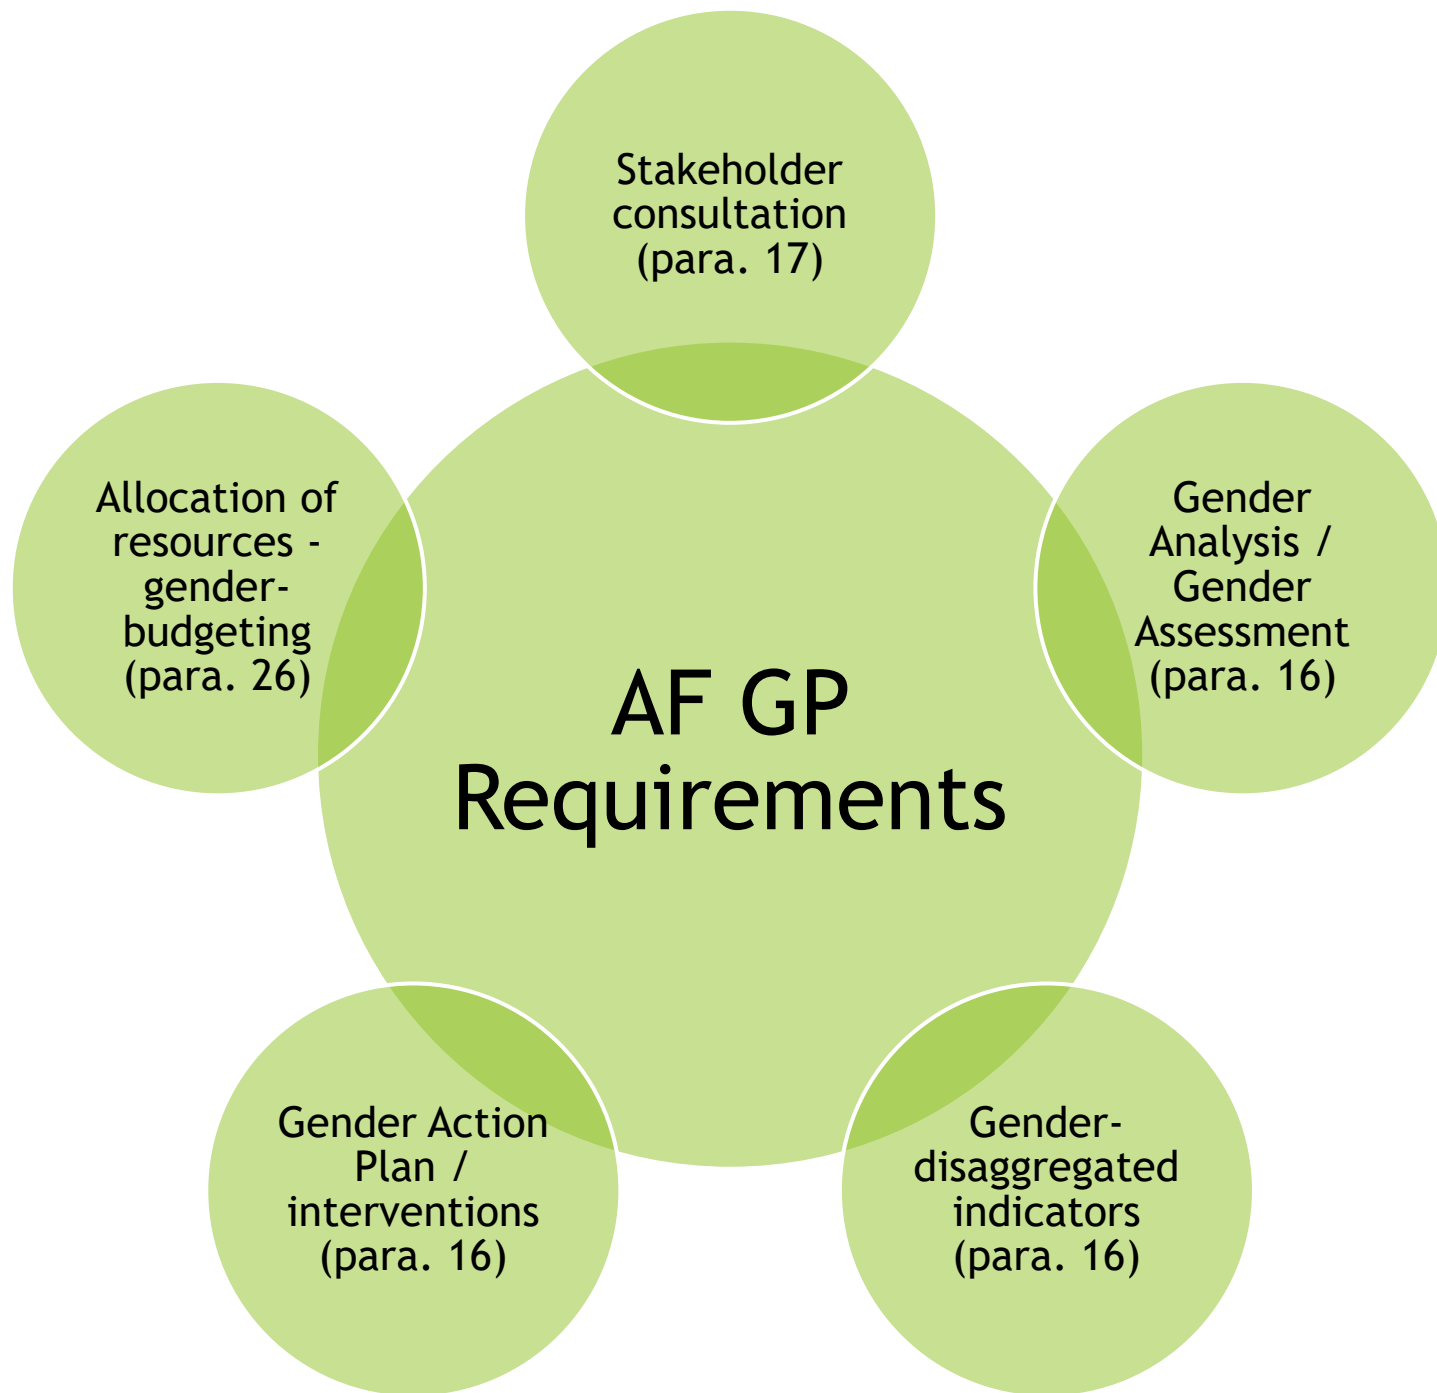 Stakeholder
consultation
(para. 17)
Gender
Analysis /
Gender
Assessment
(para. 16)
Gender-
disaggregated
indicators
(para. 16)
Gender Action
Plan /
interventions
(para. 16)
Allocation of
resources -
gender-
budgeting
(para. 26)
AF GP
Requirements